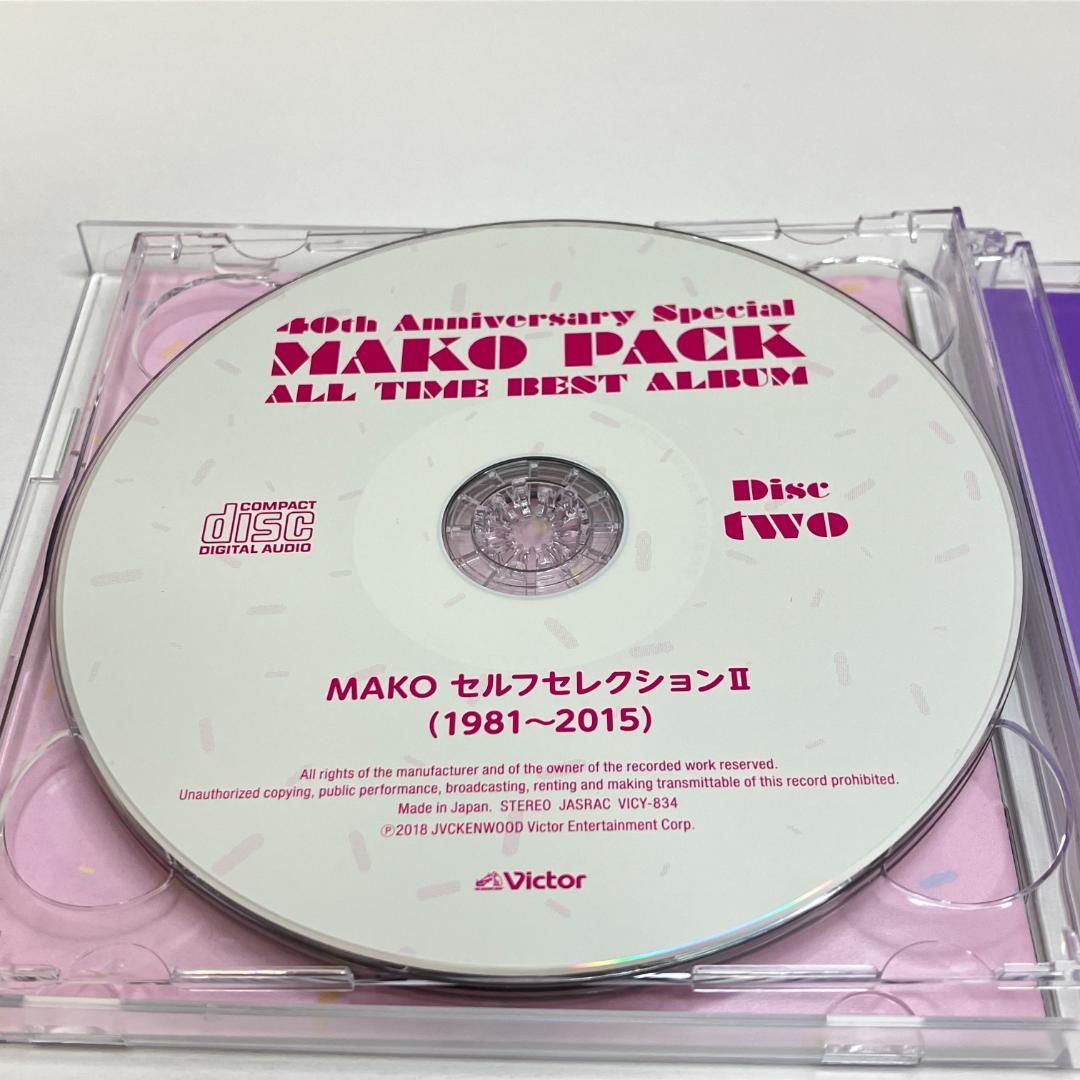 40th Anniversary Special
MAKO PACK
ALL TIME BEST ALBUM
COMPACT
disc
DIGITAL AUDIO
Disc
two
MAKO セルフセレクションⅡ
(1981〜2015)
All rights of the manufacturer and of the owner of the recorded work reserved.
Unauthorized copying, public performance, broadcasting, renting and making transmittable of this record prohibited.
Made in Japan. STEREO JASRAC VICY-834
Ⓟ2018 JVCKENWOOD Victor Entertainment Corp.
Victor